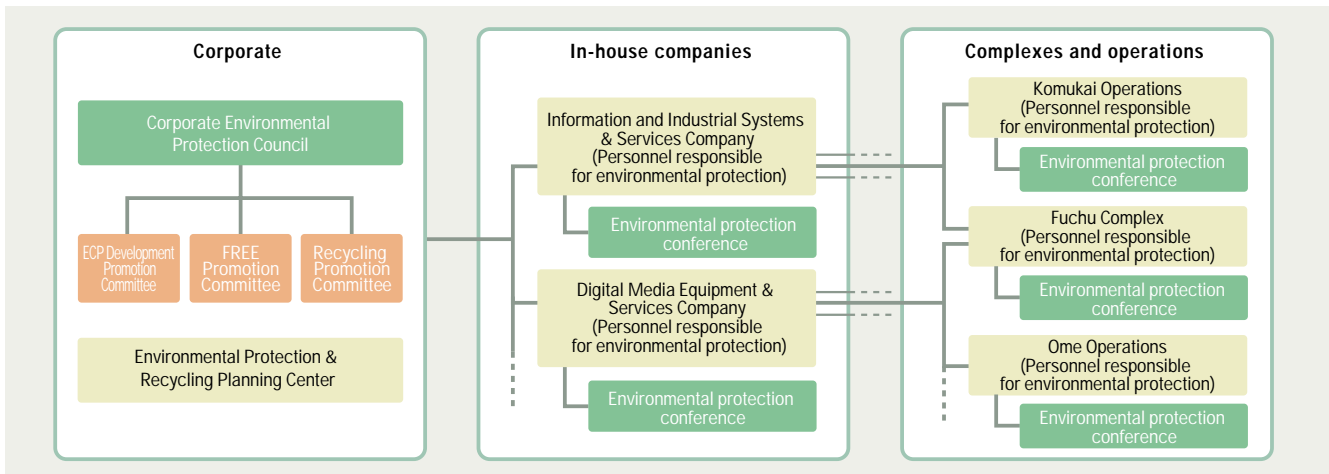 Corporate
Corporate Environmental
Protection Council
ECP Development
Promotion
Committee
FREE
Promotion
Committee
Recycling
Promotion
Committee
Environmental Protection &
Recycling Planning Center
In-house companies
Information and Industrial Systems
& Services Company
(Personnel responsible
for environmental protection)
Environmental protection
conference
Digital Media Equipment &
Services Company
(Personnel responsible
for environmental protection)
Environmental protection
conference
Complexes and operations
Komukai Operations
(Personnel responsible
for environmental protection)
Environmental protection
conference
Fuchu Complex
(Personnel responsible
for environmental protection)
Environmental protection
conference
Ome Operations
(Personnel responsible
for environmental protection)
Environmental protection
conference